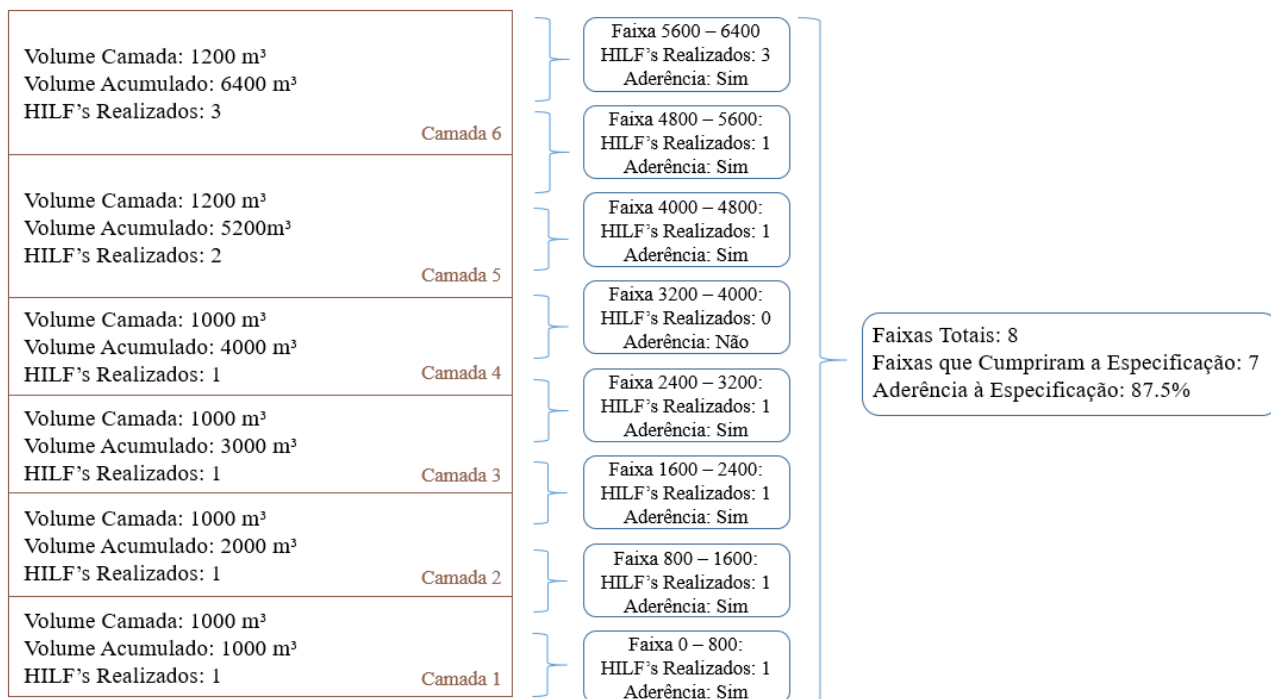 Volume Camada: 1200 m³
Volume Acumulado: 6400 m³
HILF’s Realizados: 3
Camada 6
Volume Camada: 1200 m³
Volume Acumulado: 5200m³
HILF’s Realizados: 2
Camada 5
Volume Camada: 1000 m³
Volume Acumulado: 4000 m³
HILF’s Realizados: 1
Camada 4
Volume Camada: 1000 m³
Volume Acumulado: 3000 m³
HILF’s Realizados: 1
Camada 3
Volume Camada: 1000 m³
Volume Acumulado: 2000 m³
HILF’s Realizados: 1
Camada 2
Volume Camada: 1000 m³
Volume Acumulado: 1000 m³
HILF’s Realizados: 1
Camada 1
Faixa 5600 – 6400
HILF’s Realizados: 3
Aderência: Sim
Faixa 4800 – 5600:
HILF’s Realizados: 1
Aderência: Sim
Faixa 4000 – 4800:
HILF’s Realizados: 1
Aderência: Sim
Faixa 3200 – 4000:
HILF’s Realizados: 0
Aderência: Não
Faixa 2400 – 3200:
HILF’s Realizados: 1
Aderência: Sim
Faixa 1600 – 2400:
HILF’s Realizados: 1
Aderência: Sim
Faixa 800 – 1600:
HILF’s Realizados: 1
Aderência: Sim
Faixa 0 – 800:
HILF’s Realizados: 1
Aderência: Sim
Faixas Totais: 8
Faixas que Cumpriram a Especificação: 7
Aderência à Especificação: 87.5%